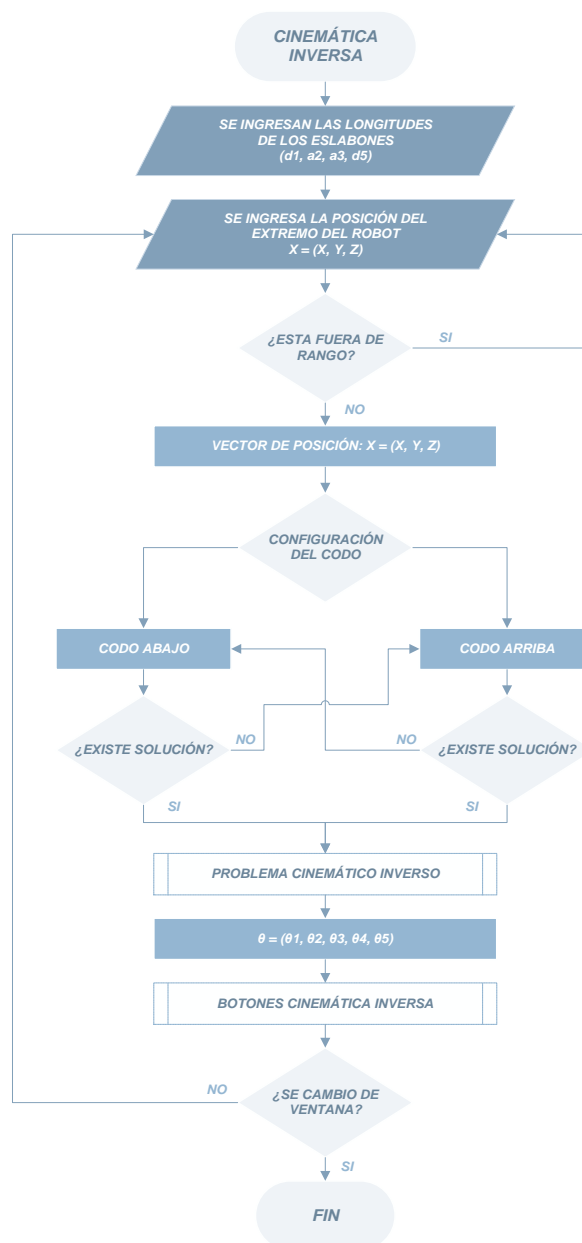 CINEMÁTICA
INVERSA
SE INGRESAN LAS LONGITUDES
DE LOS ESLABONES
(d1, a2, a3, d5)
SE INGRESA LA POSICIÓN DEL
EXTREMO DEL ROBOT
X = (X, Y, Z)
¿ESTA FUERA DE
RANGO?
SI
NO
VECTOR DE POSICIÓN: X = (X, Y, Z)
CONFIGURACIÓN
DEL CODO
CODO ABAJO
CODO ARRIBA
¿EXISTE SOLUCIÓN?
NO
NO
¿EXISTE SOLUCIÓN?
SI
SI
PROBLEMA CINEMÁTICO INVERSO
θ = (θ1, θ2, θ3, θ4, θ5)
BOTONES CINEMÁTICA INVERSA
NO
¿SE CAMBIO DE
VENTANA?
SI
FIN